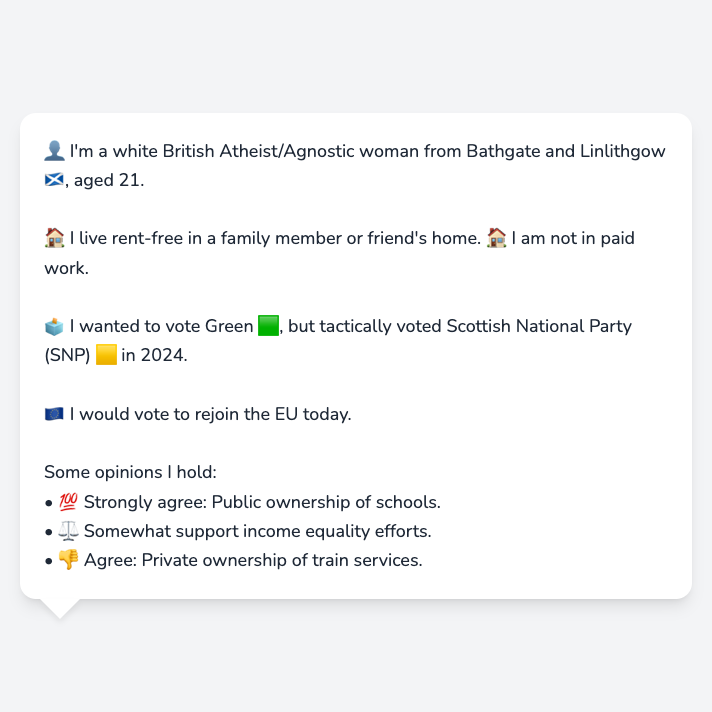 👤 I'm a white British Atheist/Agnostic woman from Bathgate and Linlithgow
🏴󠁧󠁢󠁳󠁣󠁴󠁿, aged 21.
🏠 I live rent-free in a family member or friend's home. 🏠 I am not in paid
work.
🗳️ I wanted to vote Green 🟩, but tactically voted Scottish National Party
(SNP) 🟨 in 2024.
🇪🇺 I would vote to rejoin the EU today.
Some opinions I hold:
• 💯 Strongly agree: Public ownership of schools.
• ⚖️ Somewhat support income equality efforts.
• 👎 Agree: Private ownership of train services.